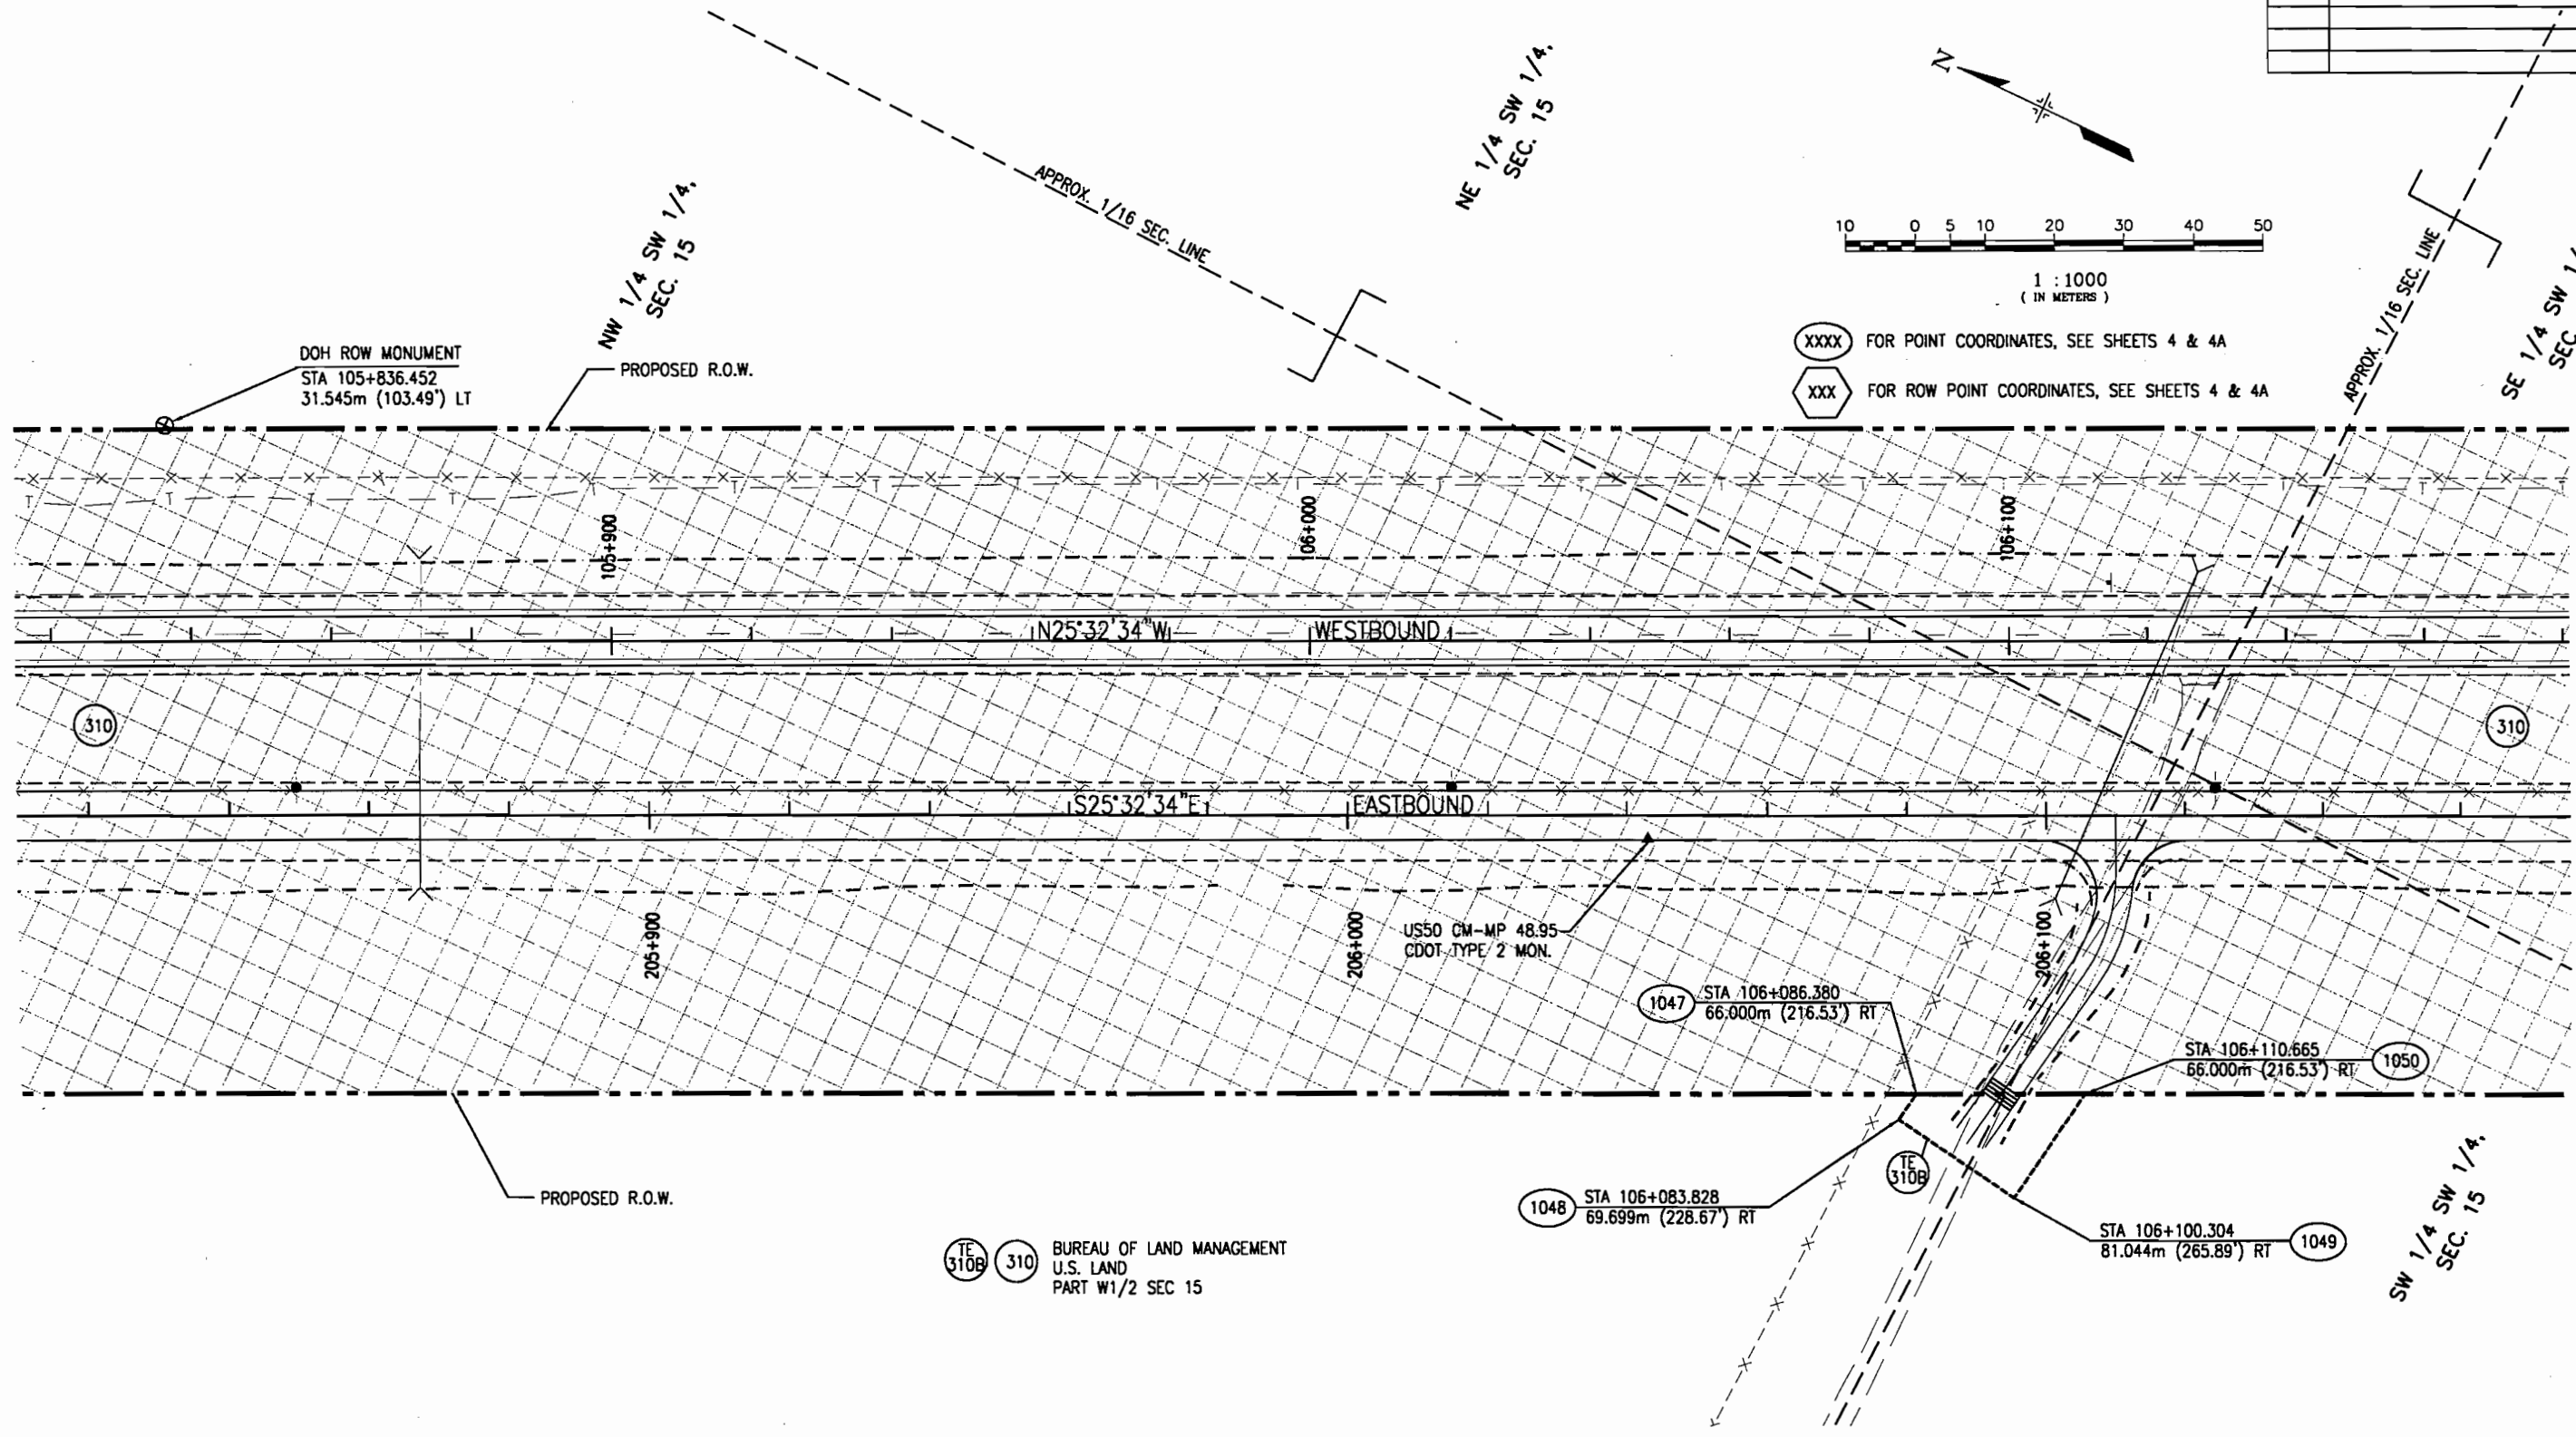 N
NE 1/4 SW 1/4,
SEC. 15
NW 1/4 SW 1/4,
SEC. 15
APPROX. 1/16 SEC. LINE
APPROX. 1/16 SEC. LINE
SE 1/4 SW
SEC.
10 0 5 10 20 30 40 50
1 :1000
( IN METERS )
XXXX FOR POINT COORDINATES, SEE SHEETS 4 & 4A
XXX FOR ROW POINT COORDINATES, SEE SHEETS 4 & 4A
DOH ROW MONUMENT
STA 105+836.452
31.545m (103.49') LT
PROPOSED R.O.W.
105+900
106+000
106+100
N25°32'34"W
WESTBOUND
310
310
S25°32'34"E
EASTBOUND
205+900
206+000
206+100
US50 CM-MP 48.95
CDOT TYPE 2 MON.
1047 STA 106+086.380
66.000m (216.53') RT
STA 106+110.665
66.000m (216.53') RT 1050
PROPOSED R.O.W.
TE
310B
1048 STA 106+083.828
69.699m (228.67') RT
STA 106+100.304
81.044m (265.89') RT 1049
SW 1/4 SW 1/4,
SEC. 15
TE
310B 310 BUREAU OF LAND MANAGEMENT
U.S. LAND
PART W1/2 SEC 15